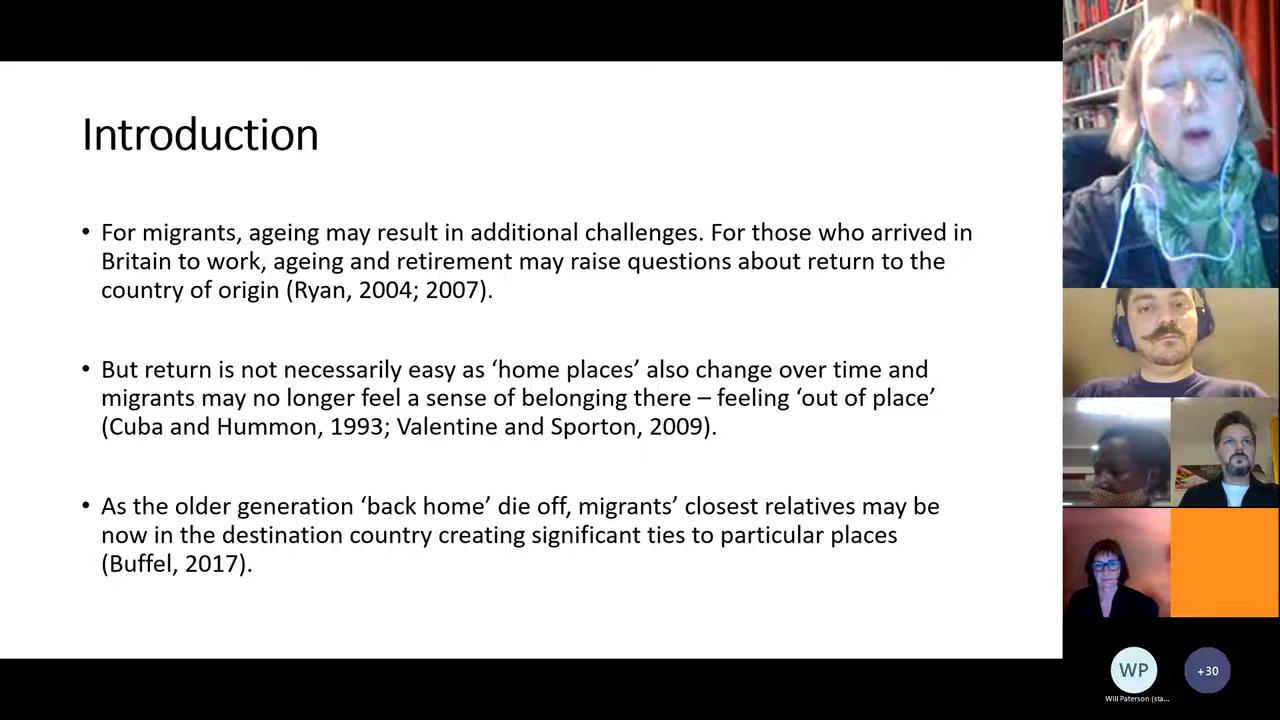 Introduction
• For migrants, ageing may result in additional challenges. For those who arrived in
Britain to work, ageing and retirement may raise questions about return to the
country of origin (Ryan, 2004; 2007).
• But return is not necessarily easy as ‘home places’ also change over time and
migrants may no longer feel a sense of belonging there – feeling ‘out of place’
(Cuba and Hummon, 1993; Valentine and Sporton, 2009).
• As the older generation ‘back home’ die off, migrants’ closest relatives may be
now in the destination country creating significant ties to particular places
(Buffel, 2017).
WP
+30
Will Paterson (sta...